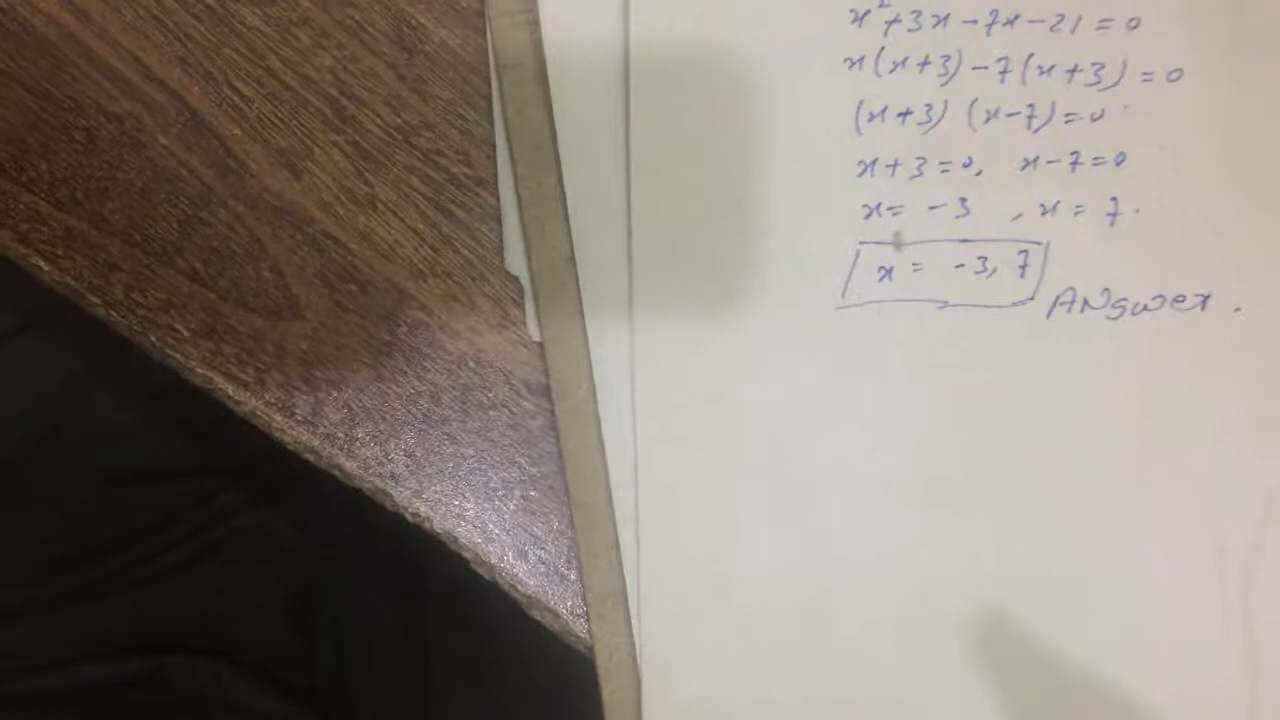 x²+3x-7x-21=0
x(x+3)-7(x+3)=0
(x+3) (x-7)=0
x+3=0, x-7=0
x= -3 , x = 7.
x = -3, 7
Answer.